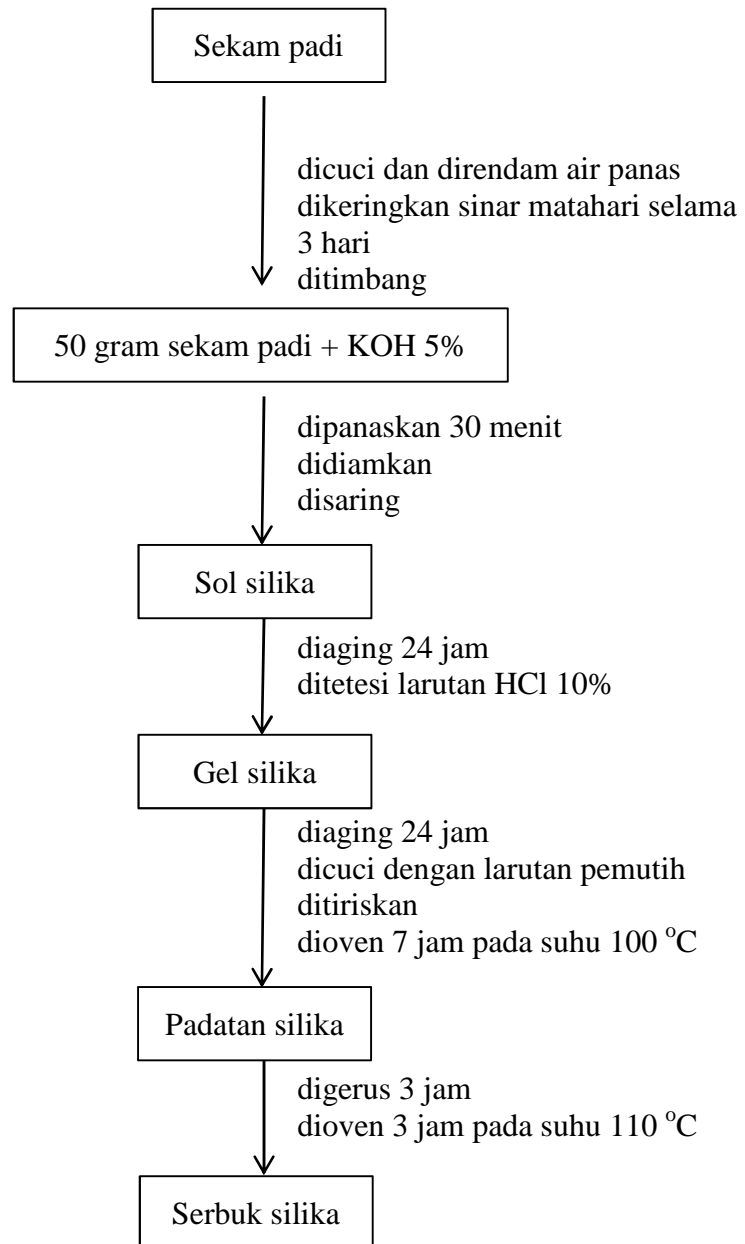 Sekam padi
dicuci dan direndam air panas
dikeringkan sinar matahari selama
3 hari
ditimbang
50 gram sekam padi + KOH 5%
dipanaskan 30 menit
didiamkan
disaring
Sol silika
diaging 24 jam
ditetesi larutan HCl 10%
Gel silika
diaging 24 jam
dicuci dengan larutan pemutih
ditiriskan
dioven 7 jam pada suhu 100 °C
Padatan silika
digerus 3 jam
dioven 3 jam pada suhu 110 °C
Serbuk silika